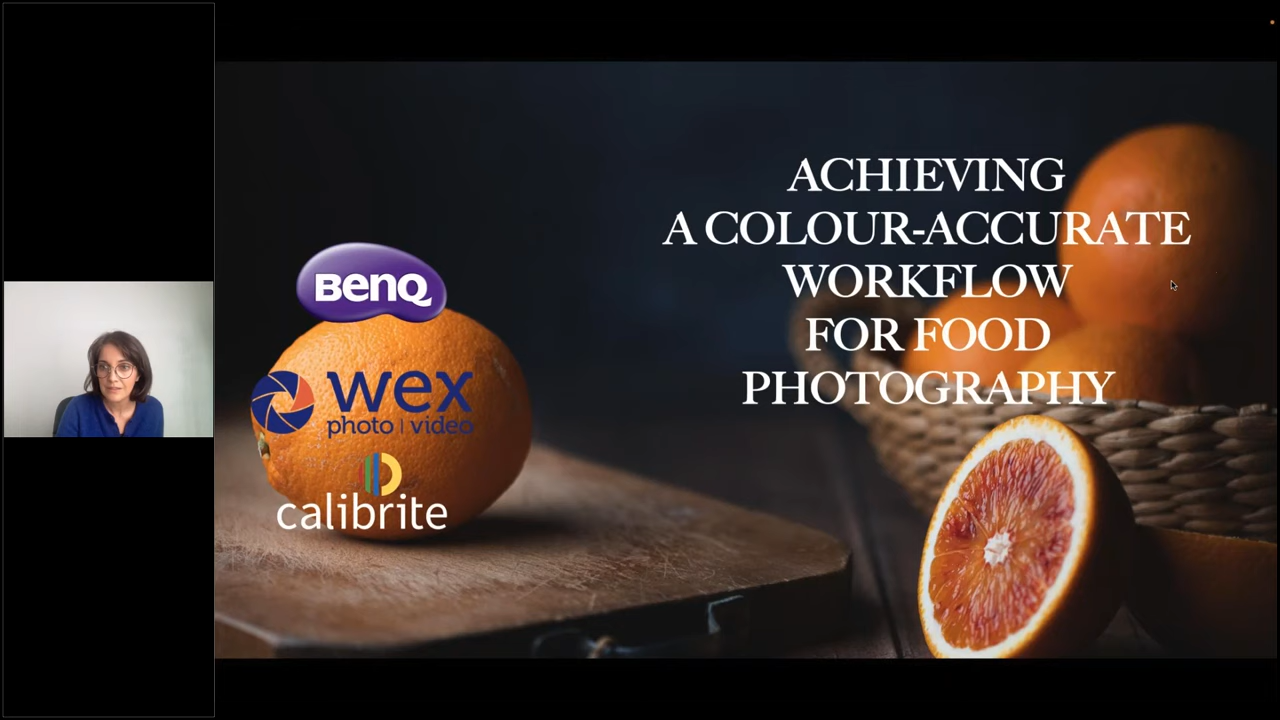 ACHIEVING
A COLOUR-ACCURATE
WORKFLOW
FOR FOOD
PHOTOGRAPHY
BenQ
wex
photo | video
calibrite